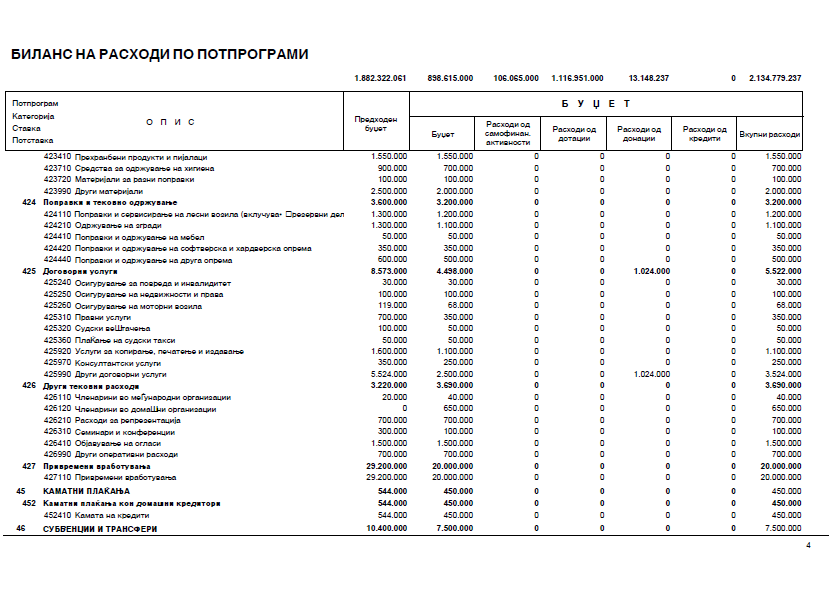 БИЛАНС НА РАСХОДИ ПО ПОТПРОГРАМИ
1.882.322.061 898.615.000 106.065.000 1.116.951.000 13.148.237 0 2.134.779.237
Потпрограм
Категорија
Ставка
Потставка
О П И С
Предходен буџет
Б У Џ Е Т
Буџет
Расходи од самофинан. активности
Расходи од дотации
Расходи од донации
Расходи од кредити
Вкупни расходи
423410 Прехранбени продукти и пијалаци 1.550.000 1.550.000 0 0 0 0 1.550.000
423710 Средства за одржување на хигиена 900.000 700.000 0 0 0 0 700.000
423720 Материјали за разни поправки 100.000 100.000 0 0 0 0 100.000
423990 Други материјали 2.500.000 2.000.000 0 0 0 0 2.000.000
424 Поправки и тековно одржување 3.600.000 3.200.000 0 0 0 0 3.200.000
424110 Поправки и сервисирање на лесни возила (вклучува резервни дел 1.300.000 1.200.000 0 0 0 0 1.200.000
424210 Одржување на згради 1.300.000 1.100.000 0 0 0 0 1.100.000
424410 Поправки и одржување на мебел 50.000 50.000 0 0 0 0 50.000
424420 Поправки и одржување на софтверска и хардверска опрема 350.000 350.000 0 0 0 0 350.000
424440 Поправки и одржување на друга опрема 600.000 500.000 0 0 0 0 500.000
425 Договорни услуги 8.573.000 4.498.000 0 0 1.024.000 0 5.522.000
425240 Осигурување за повреда и инвалидитет 30.000 30.000 0 0 0 0 30.000
425250 Осигурување на недвижности и права 100.000 100.000 0 0 0 0 100.000
425260 Осигурување на моторни возила 119.000 68.000 0 0 0 0 68.000
425310 Правни услуги 700.000 350.000 0 0 0 0 350.000
425320 Судски веШтачења 100.000 50.000 0 0 0 0 50.000
425360 ПлаЌање на судски такси 50.000 50.000 0 0 0 0 50.000
425920 Услуги за копирање, печатење и издавање 1.600.000 1.100.000 0 0 0 0 1.100.000
425970 Консултантски услуги 350.000 250.000 0 0 0 0 250.000
425990 Други договорни услуги 5.524.000 2.500.000 0 0 1.024.000 0 3.524.000
426 Други тековни расходи 3.220.000 3.690.000 0 0 0 0 3.690.000
426110 Членарини во меЃународни организации 20.000 40.000 0 0 0 0 40.000
426120 Членарини во домаШни организации 0 650.000 0 0 0 0 650.000
426210 Расходи за репрезентација 700.000 700.000 0 0 0 0 700.000
426310 Семинари и конференции 300.000 100.000 0 0 0 0 100.000
426410 Објавување на огласи 1.500.000 1.500.000 0 0 0 0 1.500.000
426990 Други оперативни расходи 700.000 700.000 0 0 0 0 700.000
427 Привремени вработувања 29.200.000 20.000.000 0 0 0 0 20.000.000
427110 Привремени вработувања 29.200.000 20.000.000 0 0 0 0 20.000.000
45 КАМАТНИ ПЛАЌАЊА 544.000 450.000 0 0 0 0 450.000
452 Каматни плаќања кон домашни кредитори 544.000 450.000 0 0 0 0 450.000
452410 Камата на кредити 544.000 450.000 0 0 0 0 450.000
46 СУБВЕНЦИИ И ТРАНСФЕРИ 10.400.000 7.500.000 0 0 0 0 7.500.000
4